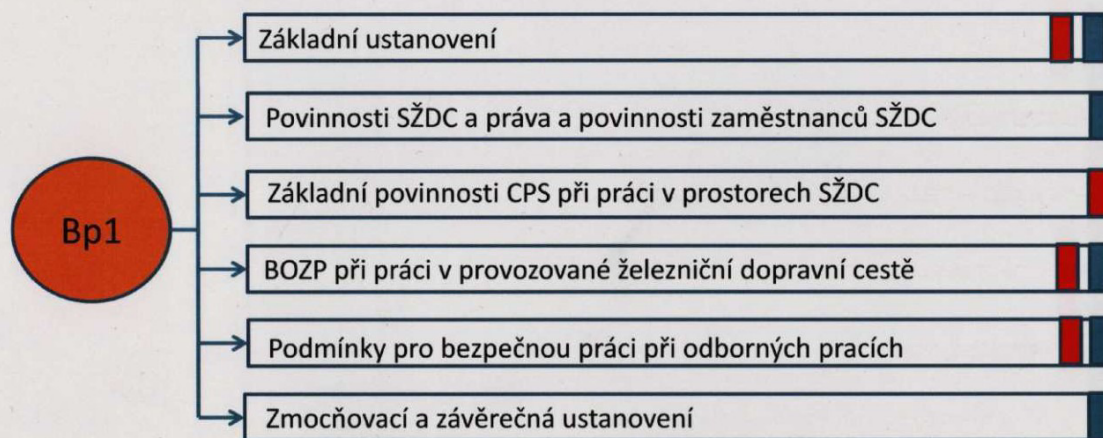 Základní ustanovení
Povinnosti SŽDC a práva a povinnosti zaměstnanců SŽDC
Základní povinnosti CPS při práci v prostorech SŽDC
Bp1
BOZP při práci v provozované železniční dopravní cestě
Podmínky pro bezpečnou práci při odborných pracích
Zmocňovací a závěrečná ustanovení